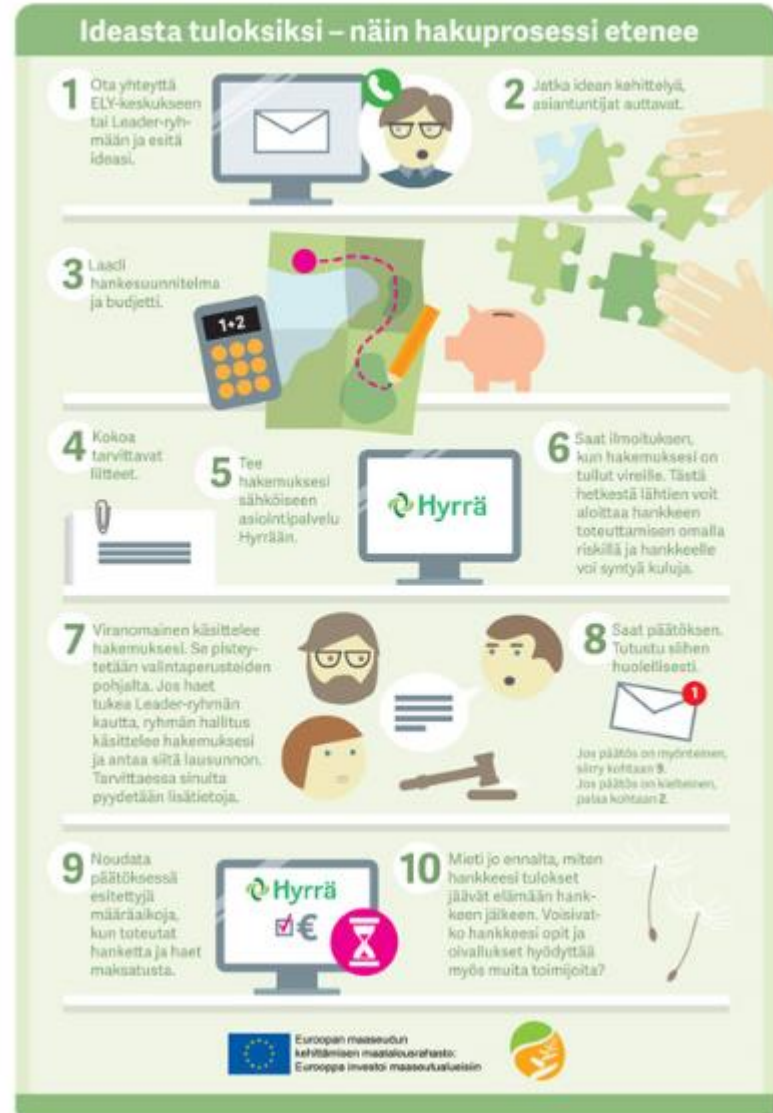 Ideasta tuloksiksi – näin hakuprosessi etenee
1
Ota yhteyttä
ELY-keskukseen
tai Leader-ryh-
mään ja esitä
ideasi.
2
Jatka idean kehittelyä,
asiantuntijat auttavat.
3
Laadi
hankesuunnitelma
ja budjetti.
1+2
4
Kokoa
tarvittavat
liitteet.
5
Tee
hakemuksesi
sähköiseen
asiointipalvelu
Hyrrään.
Hyrrä
6
Saat ilmoituksen,
kun hakemuksesi on
tullut vireille. Tästä
hetkestä lähtien voit
aloittaa hankkeen
toteuttamisen omalla
riskillä ja hankkeelle
voi syntyä kuluja.
7
Viranomainen käsittelee
hakemuksesi. Se pistey-
tetään valintaperusteiden
pohjalta. Jos haet
tukea Leader-ryhmän
kautta, ryhmän hallitus
käsittelee hakemuksesi
ja antaa siitä lausunnon.
Tarvittaessa sinulta
pyydetään lisätietoja.
8
Saat päätöksen.
Tutustu siihen
huolellisesti.
1
Jos päätös on myönteinen,
siirry kohtaan 9.
Jos päätös on kielteinen,
palaa kohtaan 2.
9
Noudata
päätöksessä
esitettyjä
määräaikoja,
kun toteutat
hanketta ja haet
maksatusta.
Hyrrä
€
10
Mieti jo ennalta, miten
hankkeesi tulokset
jäävät elämään hank-
keen jälkeen. Voisivat-
ko hankkeesi opit ja
oivallukset hyödyttää
myös muita toimijoita?
Euroopan maaseudun
kehittämisen maatalousrahasto:
Eurooppa investoi maaseutualueisiin